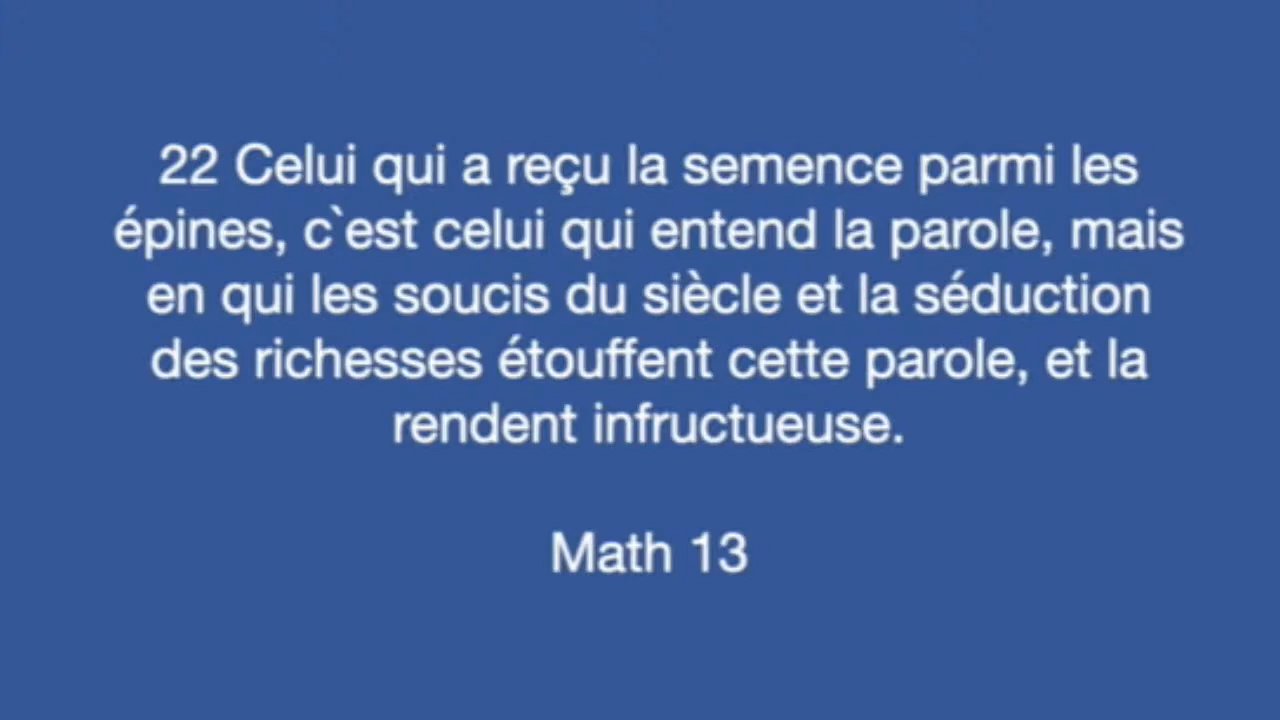 22 Celui qui a reçu la semence parmi les
épines, c`est celui qui entend la parole, mais
en qui les soucis du siècle et la séduction
des richesses étouffent cette parole, et la
rendent infructueuse.
Math 13